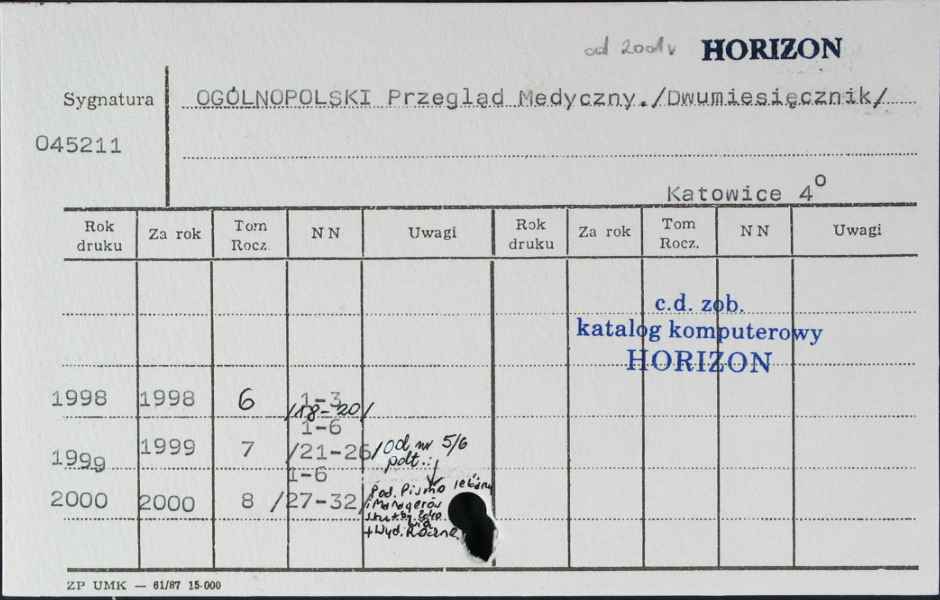 od 2001 v HORIZON
Sygnatura OGÓLNOPOLSKI Przegląd Medyczny./Dwumiesięcznik/
045211
Katowice 4°
Rok druku Za rok Tom Rocz. NN Uwagi Rok druku Za rok Tom Rocz. NN Uwagi
c.d. zob.
katalog komputerowy
HORIZON
1998 1998 6 1-3
/18-20/
1-6
1999 1999 7 /21-26/ Od nr 5/6
podt.:
1-6
2000 2000 8 /27-32/ Pod. Pismo
i Managerów
służby
+ Wyd. Roczne
ZP UMK — 61/87 15.000